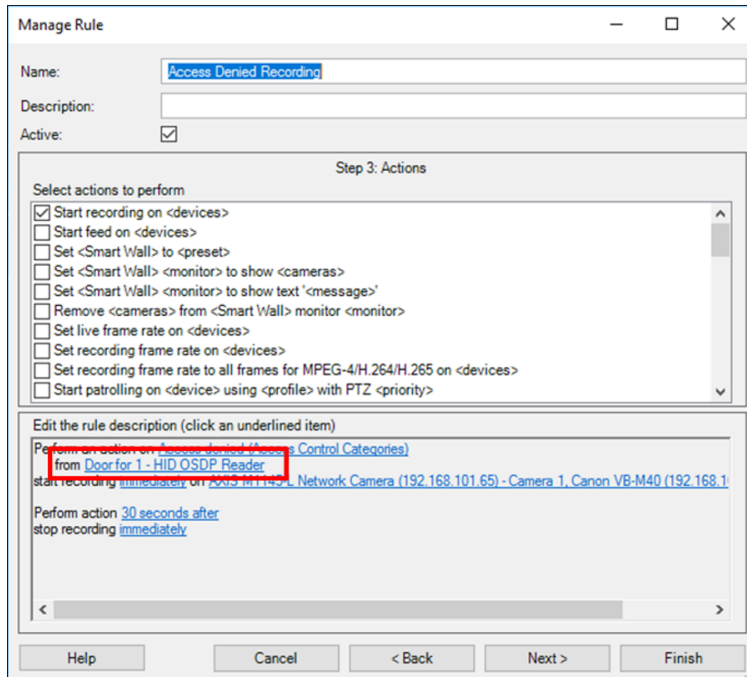 Manage Rule
Name: Access Denied Recording
Description:
Active:
Step 3: Actions
Select actions to perform
Start recording on <devices>
Start feed on <devices>
Set <Smart Wall> to <preset>
Set <Smart Wall> <monitor> to show <cameras>
Set <Smart Wall> <monitor> to show text '<message>'
Remove <cameras> from <Smart Wall> monitor <monitor>
Set live frame rate on <devices>
Set recording frame rate on <devices>
Set recording frame rate to all frames for MPEG-4/H.264/H.265 on <devices>
Start patrolling on <device> using <profile> with PTZ <priority>
Edit the rule description (click an underlined item)
Perform an action on Access denied (Access Control Categories)
from Door for 1 - HID OSDP Reader
start recording immediately on AXIS M1145-L Network Camera (192.168.101.65) - Camera 1, Canon VB-M40 (192.168.1
Perform action 30 seconds after
stop recording immediately
Help Cancel < Back Next > Finish